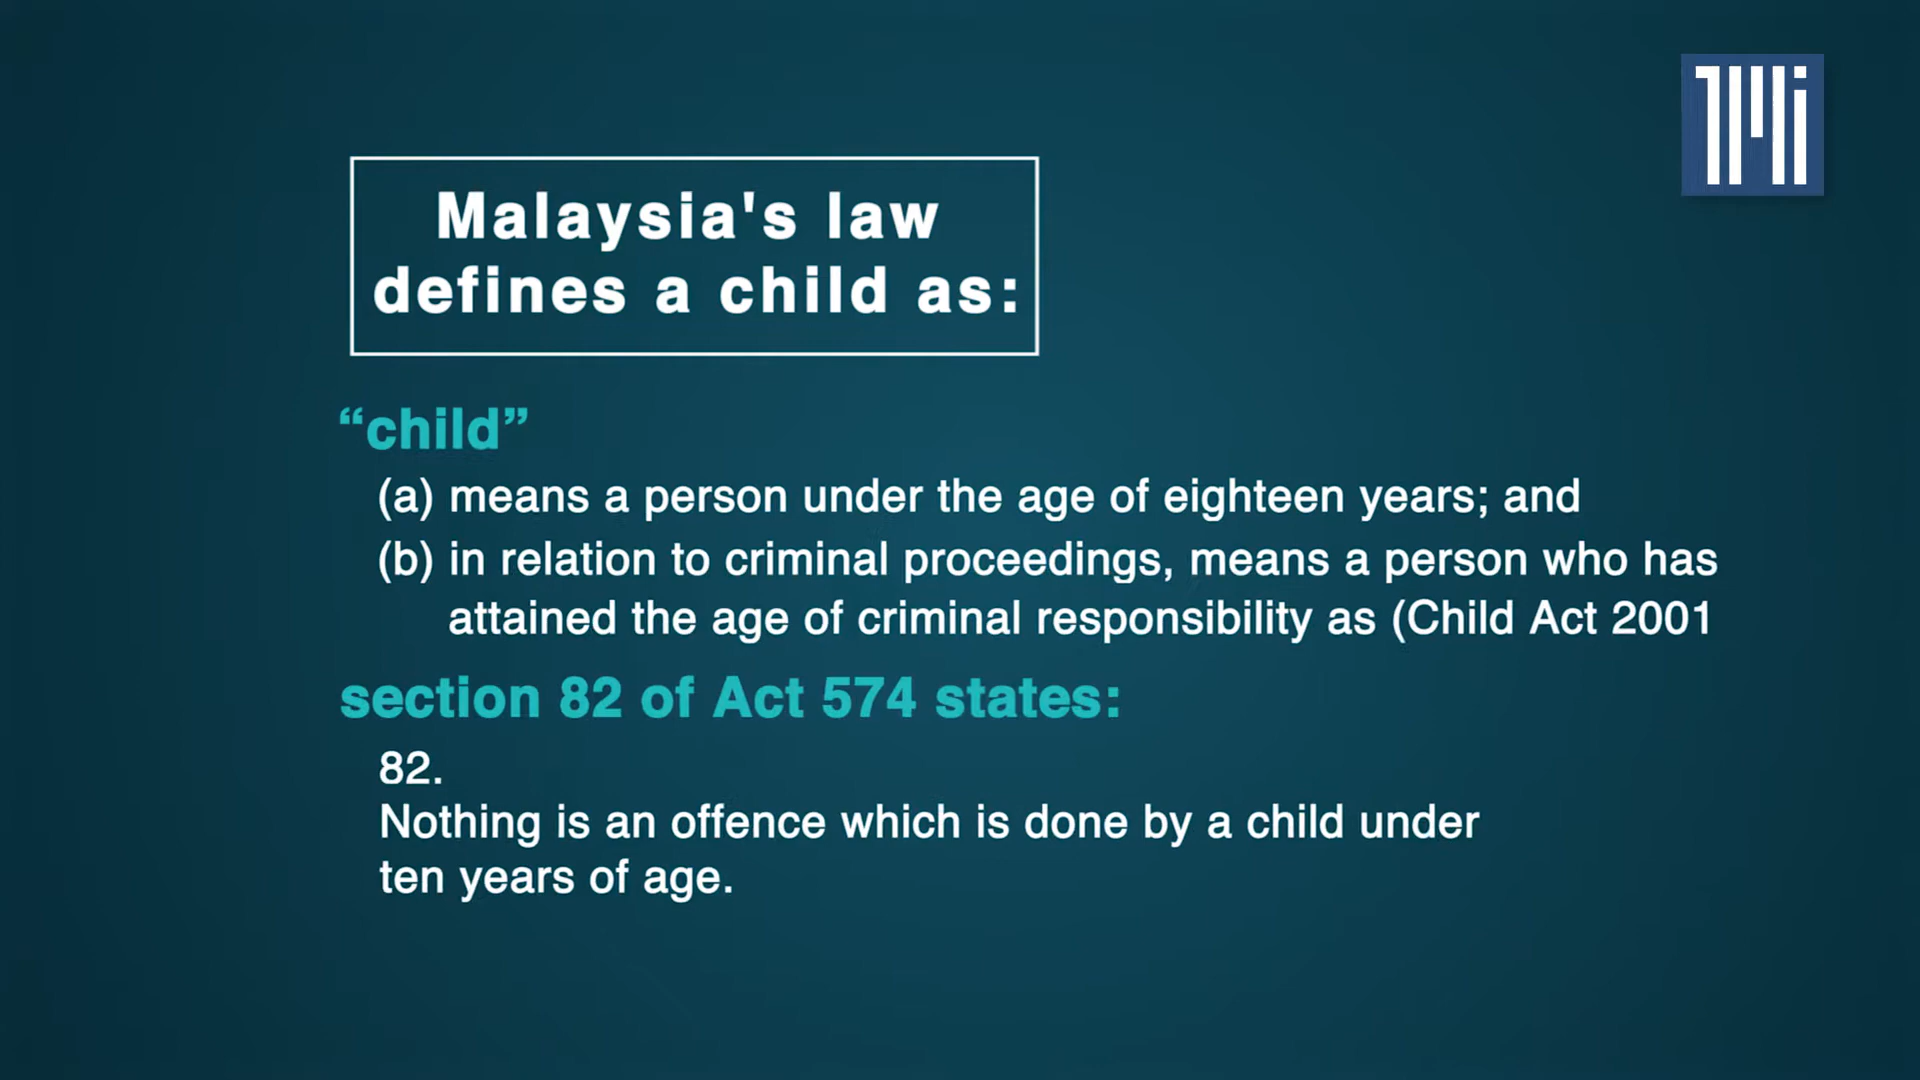 TMi
Malaysia's law
defines a child as:
“child”
(a) means a person under the age of eighteen years; and
(b) in relation to criminal proceedings, means a person who has
attained the age of criminal responsibility as (Child Act 2001
section 82 of Act 574 states:
82.
Nothing is an offence which is done by a child under
ten years of age.